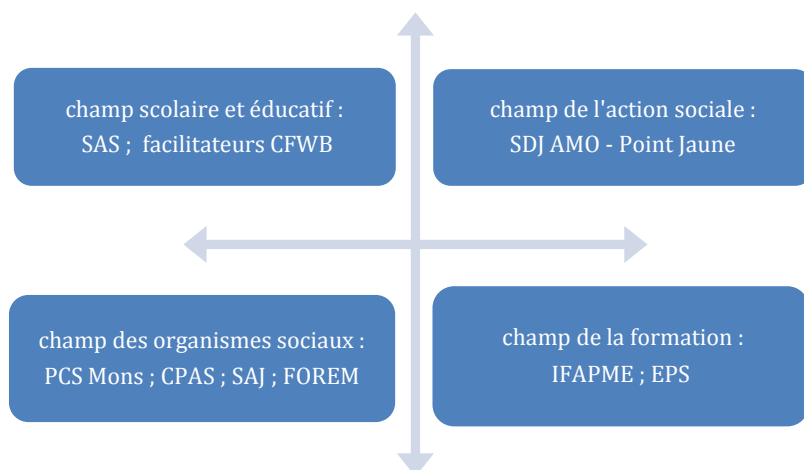 champ scolaire et éducatif :
SAS ;  facilitateurs CFWB
champ de l'action sociale :
SDJ AMO - Point Jaune
champ des organismes sociaux :
PCS Mons ; CPAS ; SAJ ; FOREM
champ de la formation :
IFAPME ; EPS